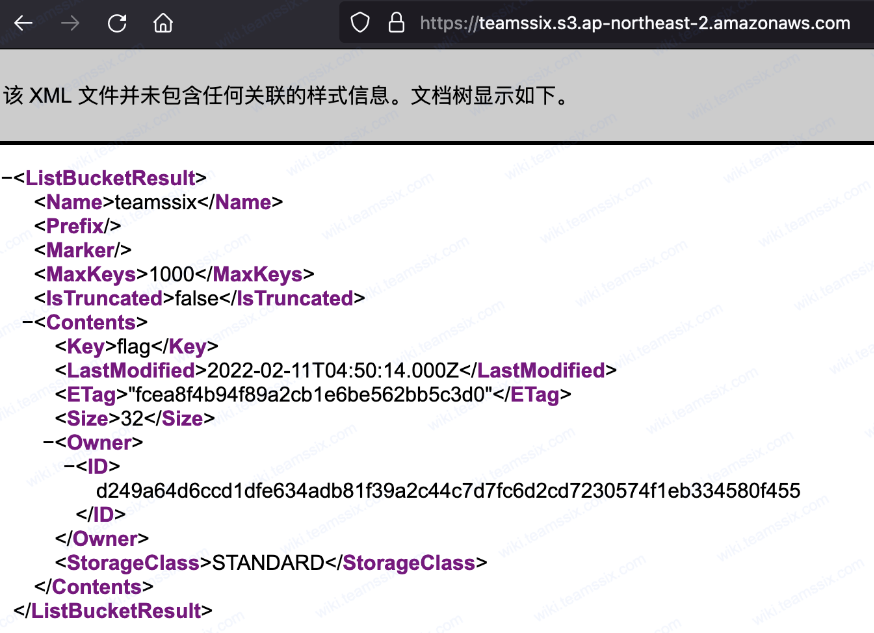 https://teamssix.s3.ap-northeast-2.amazonaws.com
该 XML 文件并未包含任何关联的样式信息。文档树显示如下。
−<ListBucketResult>
<Name>teamssix</Name>
<Prefix/>
<Marker/>
<MaxKeys>1000</MaxKeys>
<IsTruncated>false</IsTruncated>
−<Contents>
<Key>flag</Key>
<LastModified>2022-02-11T04:50:14.000Z</LastModified>
<ETag>"fcea8f4b94f89a2cb1e6be562bb5c3d0"</ETag>
<Size>32</Size>
−<Owner>
−<ID>
d249a64d6ccd1dfe634adb81f39a2c44c7d7fc6d2cd7230574f1eb334580f455
</ID>
</Owner>
<StorageClass>STANDARD</StorageClass>
</Contents>
</ListBucketResult>
wiki.teamssix.com